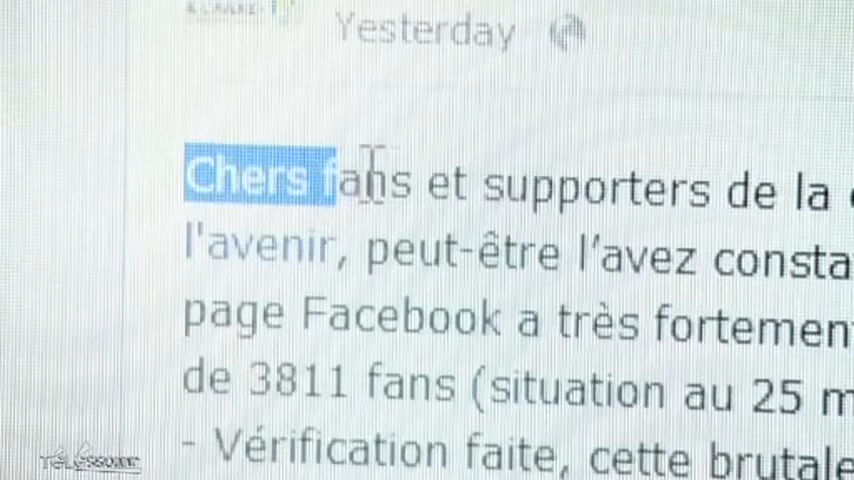 Yesterday
Chers fans et supporters de la
l'avenir, peut-être l’avez consta
page Facebook a très fortemen
de 3811 fans (situation au 25 m
- Vérification faite, cette brutale
TÉLÉSSONNE